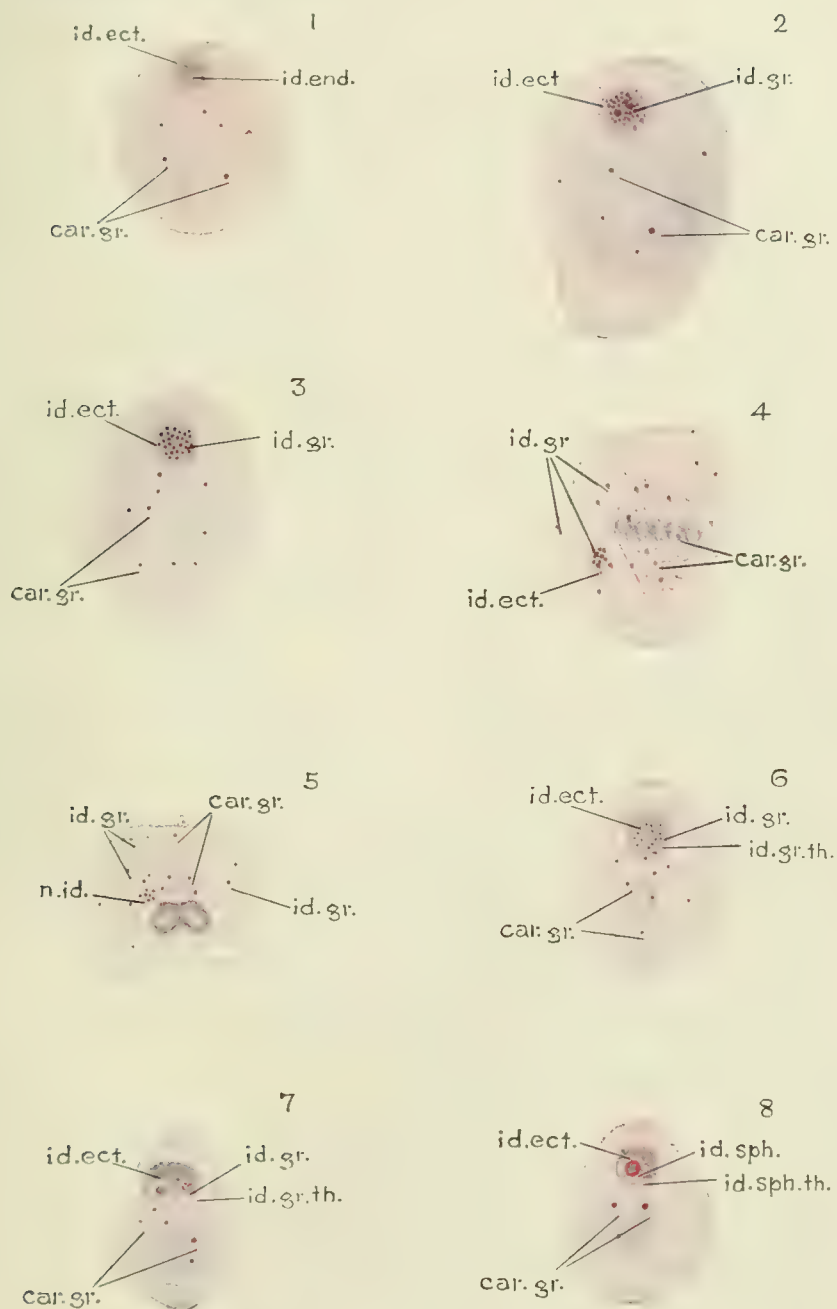 1
id.ect.
id.end.
car.gr.
2
id.ect
id.gr.
car.gr.
3
id.ect.
id.gr.
car.gr.
4
id.gr
car.gr.
id.ect.
5
id.gr.
car.gr.
n.id.
id.gr.
6
id.ect.
id.gr.
id.gr.th.
car.gr.
7
id.ect.
id.gr.
id.gr.th.
car.gr.
8
id.ect.
id.sph.
id.sph.th.
car.gr.